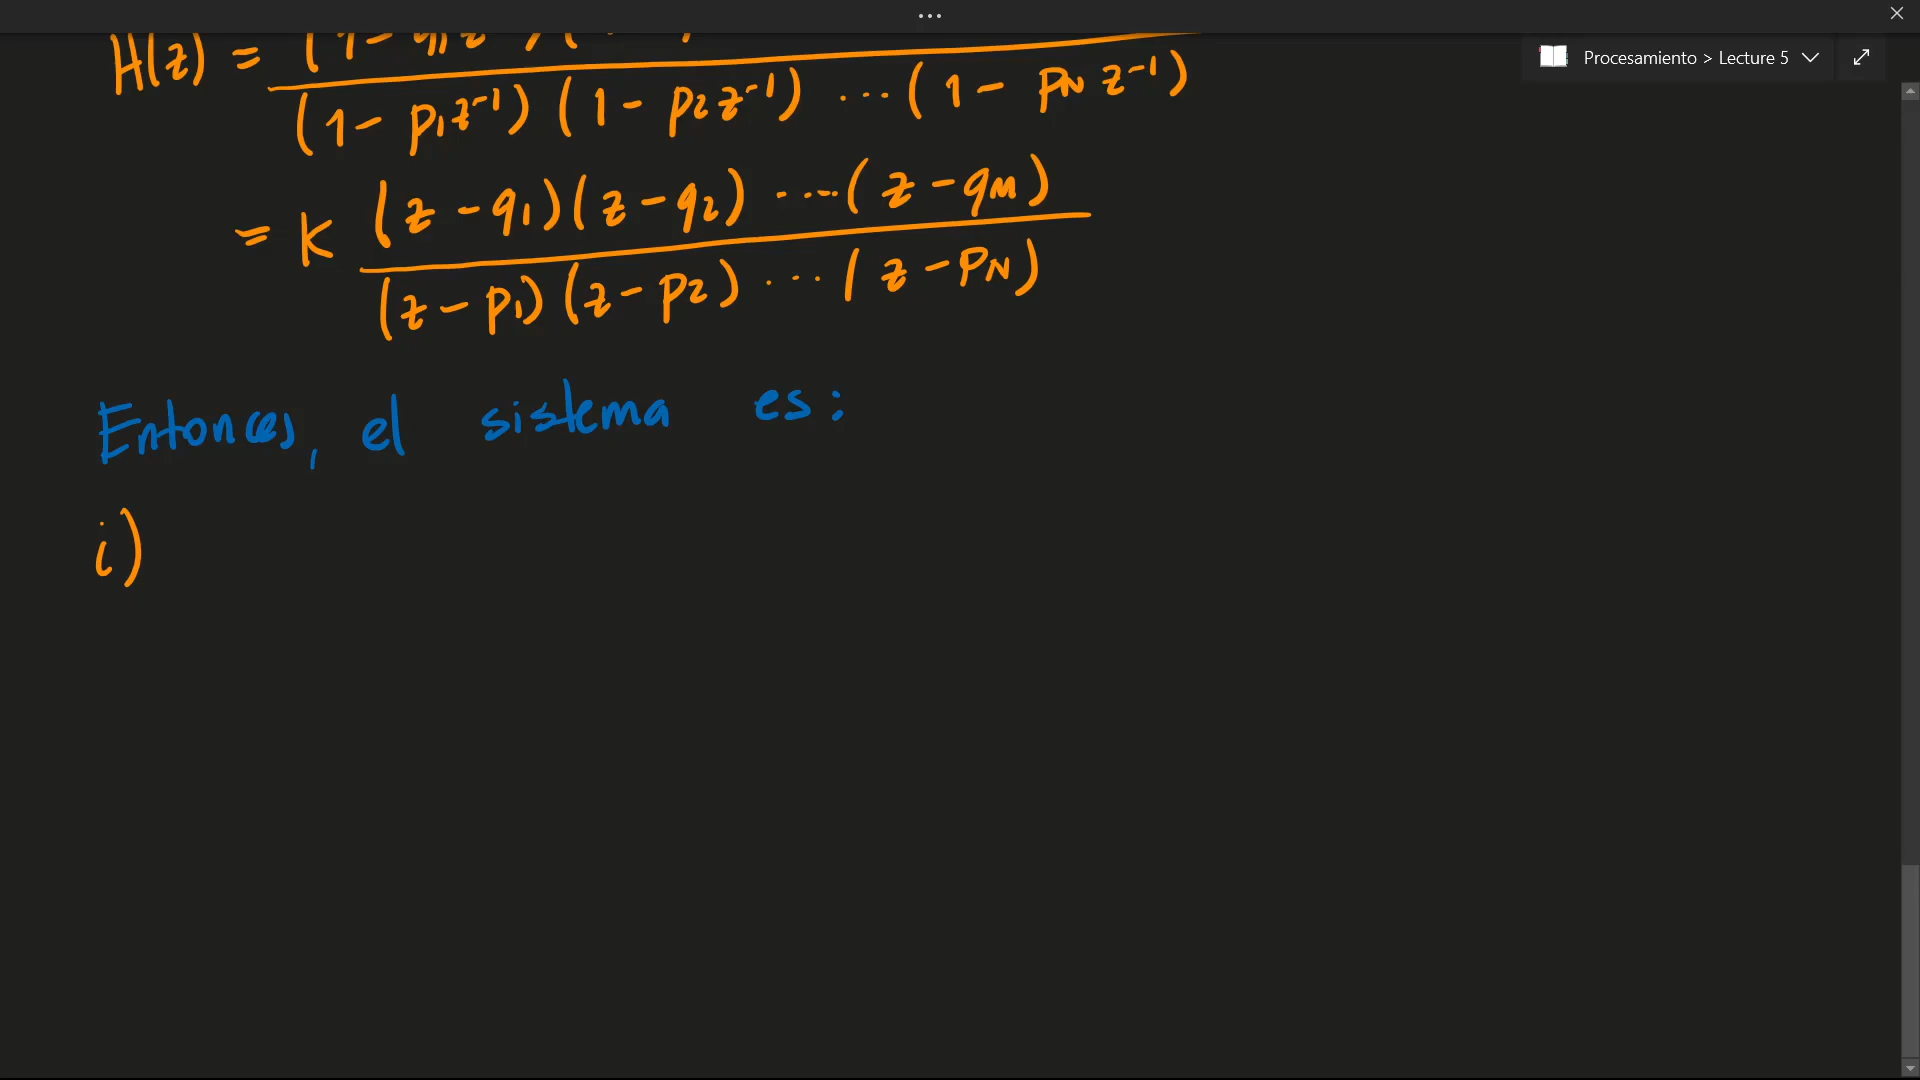 Procesamiento > Lecture 5
H(z) =
(1 - p₁z⁻¹) (1 - p₂z⁻¹) ... (1 - p_N z⁻¹)
= K (z - q₁)(z - q₂) ... (z - q_M)
(z - p₁)(z - p₂) ... (z - p_N)
Entonces, el sistema es:
i)